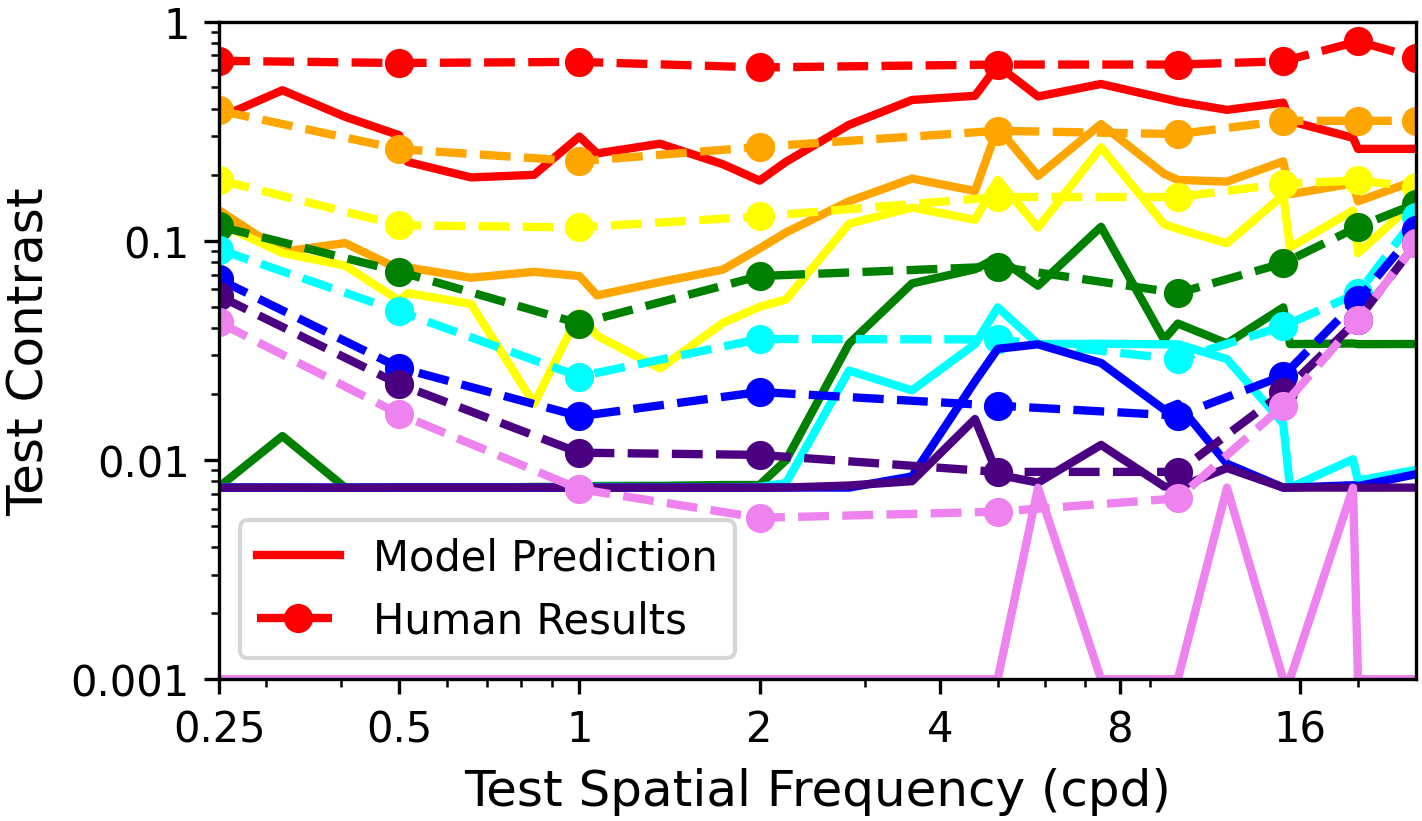 1
0.1
0.01
0.001
Test Contrast
Model Prediction
Human Results
0.25 0.5 1 2 4 8 16
Test Spatial Frequency (cpd)